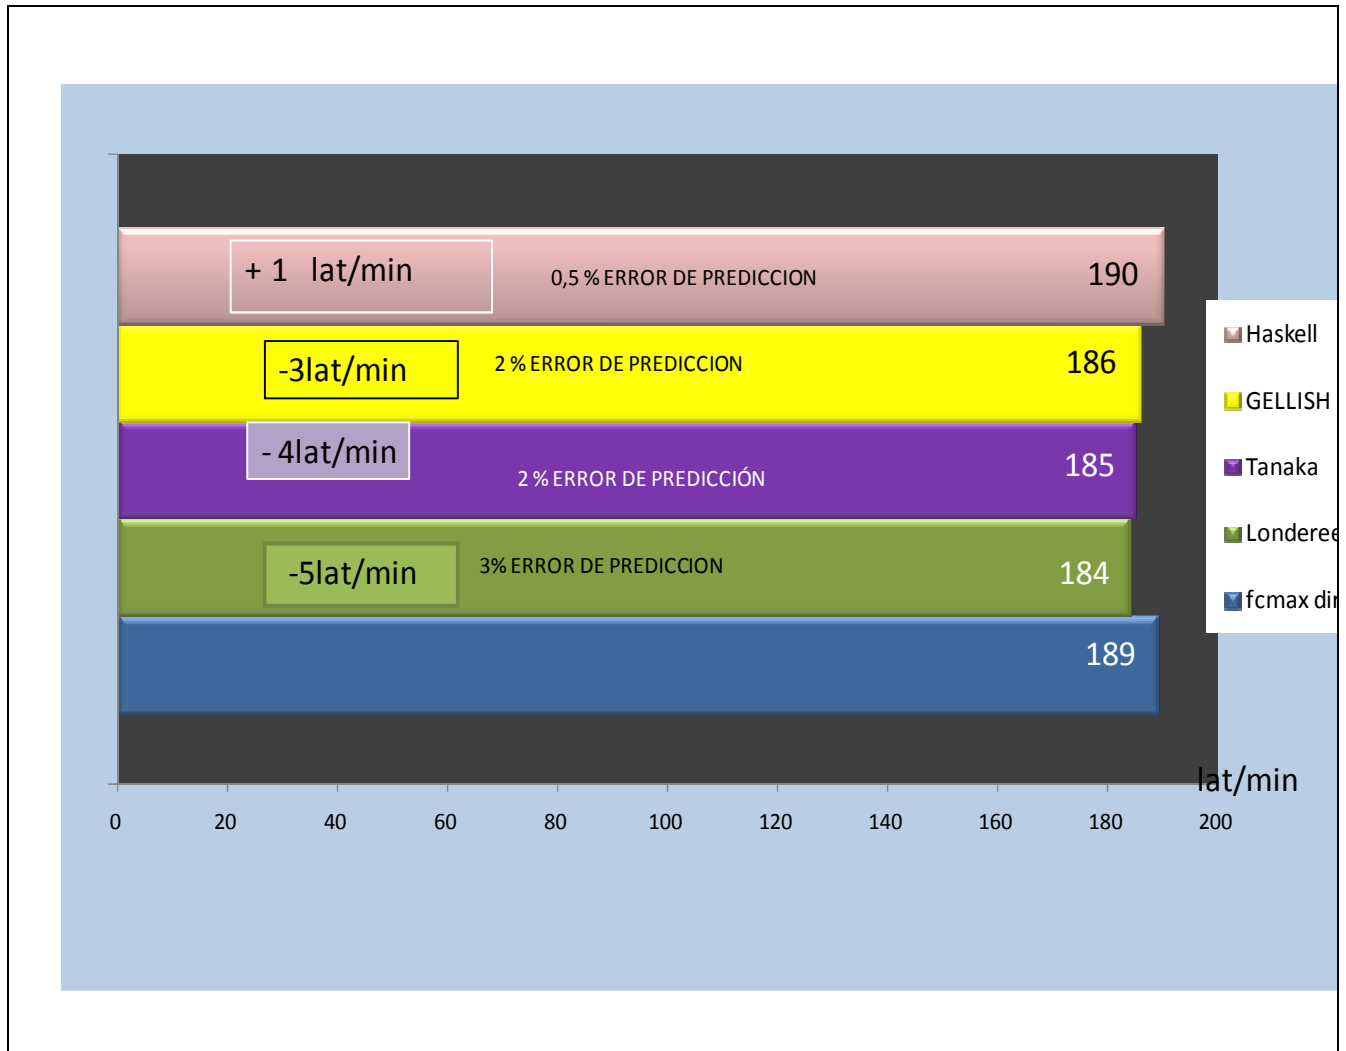 + 1 lat/min
0,5 % ERROR DE PREDICCION
190
-3lat/min
2 % ERROR DE PREDICCION
186
- 4lat/min
2 % ERROR DE PREDICCIÓN
185
-5lat/min
3% ERROR DE PREDICCION
184
189
Haskell
GELLISH
Tanaka
Londeree
fcmax dir
lat/min
0 20 40 60 80 100 120 140 160 180 200